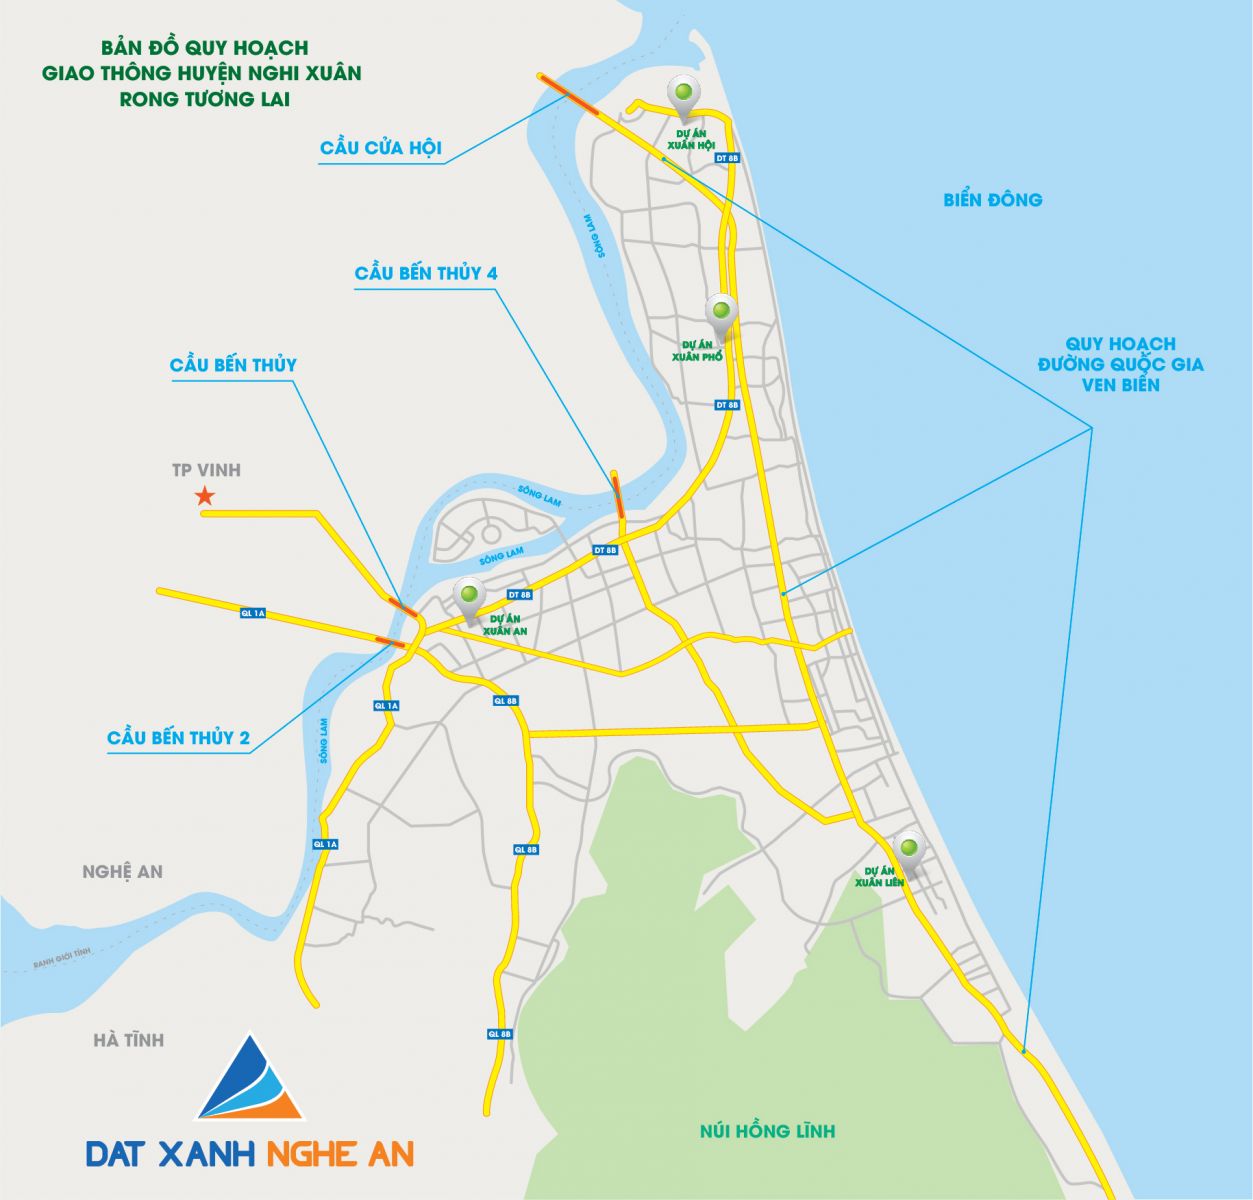 BẢN ĐỒ QUY HOẠCH
GIAO THÔNG HUYỆN NGHI XUÂN
RONG TƯƠNG LAI
CẦU CỬA HỘI
DỰ ÁN
XUÂN HỘI
DT 8B
BIỂN ĐÔNG
SÔNG LAM
CẦU BẾN THỦY 4
DỰ ÁN
XUÂN PHỔ
QUY HOẠCH
ĐƯỜNG QUỐC GIA
VEN BIỂN
CẦU BẾN THỦY
DT 8B
TP VINH
SÔNG LAM
SÔNG LAM
DT 8B
DT 8B
QL 1A
DỰ ÁN
XUÂN AN
QL 8B
QL 1A
CẦU BẾN THỦY 2
SÔNG LAM
QL 1A
QL 8B
NGHỆ AN
DỰ ÁN
XUÂN LIÊN
RANH GIỚI TỈNH
HÀ TĨNH
QL 8B
NÚI HỒNG LĨNH
DAT XANH NGHE AN